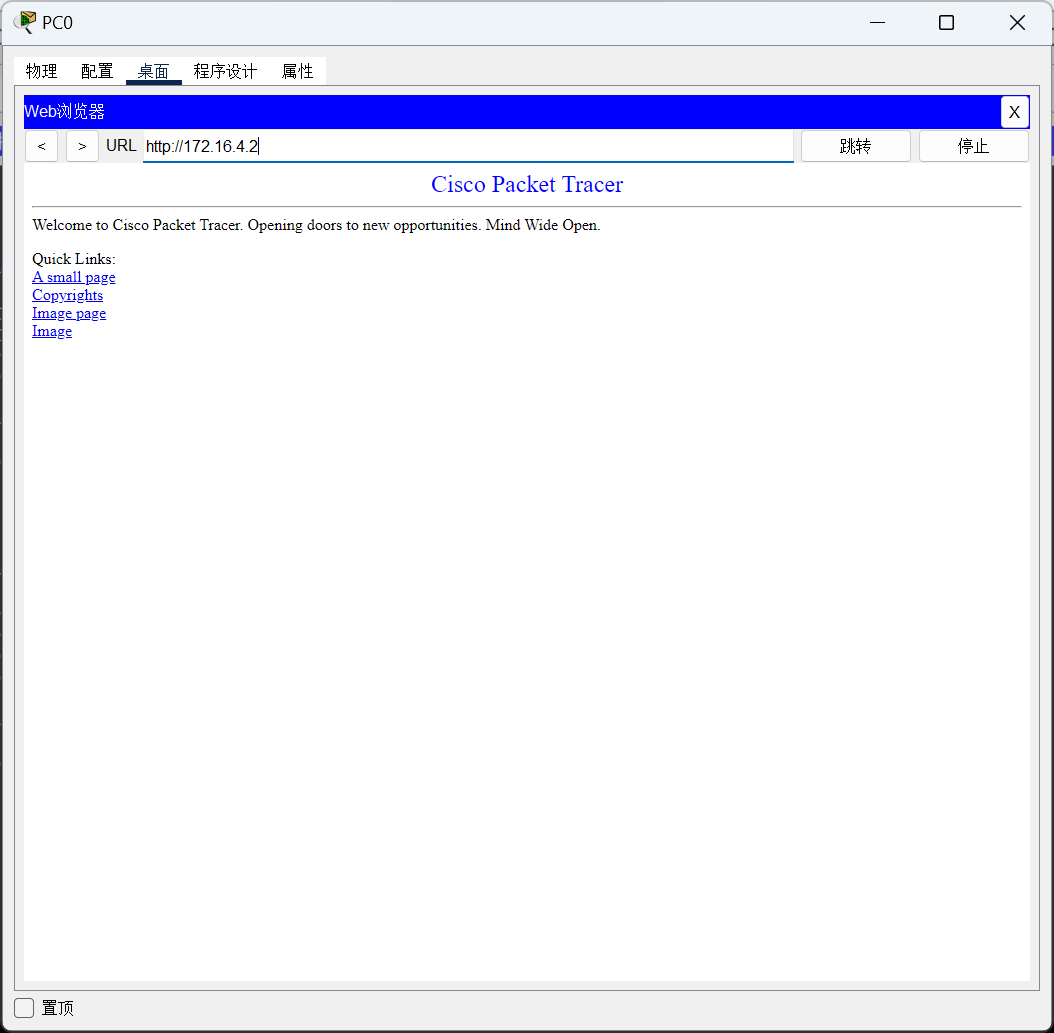 PC0
物理 配置 桌面 程序设计 属性
Web浏览器 X
< > URL http://172.16.4.2 跳转 停止
Cisco Packet Tracer
Welcome to Cisco Packet Tracer. Opening doors to new opportunities. Mind Wide Open.
Quick Links:
A small page
Copyrights
Image page
Image
置顶